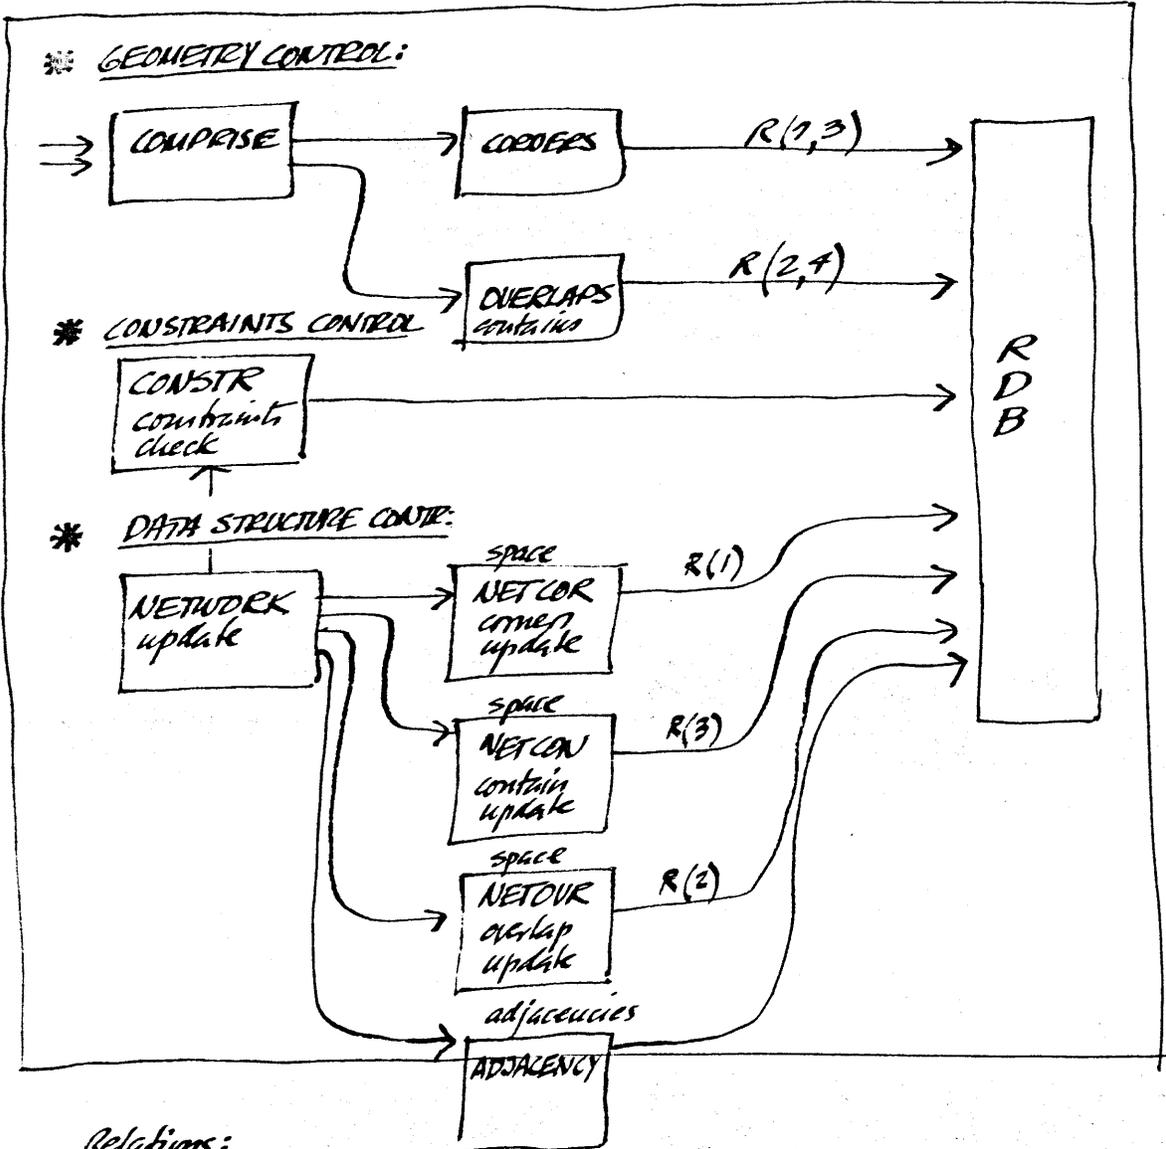 * GEOMETRY CONTROL:
COMPRISE
CORDERS
R(1,3)
OVERLAPS
contains
R(2,4)
* CONSTRAINTS CONTROL
CONSTR
constraints
check
R
D
B
* DATA STRUCTURE CONTR:
NETWORK
update
space
NETCOR
corners
update
R(1)
space
NETCON
contain
update
R(3)
space
NETOVR
overlap
update
R(2)
adjacencies
ADJACENCY
Relations: